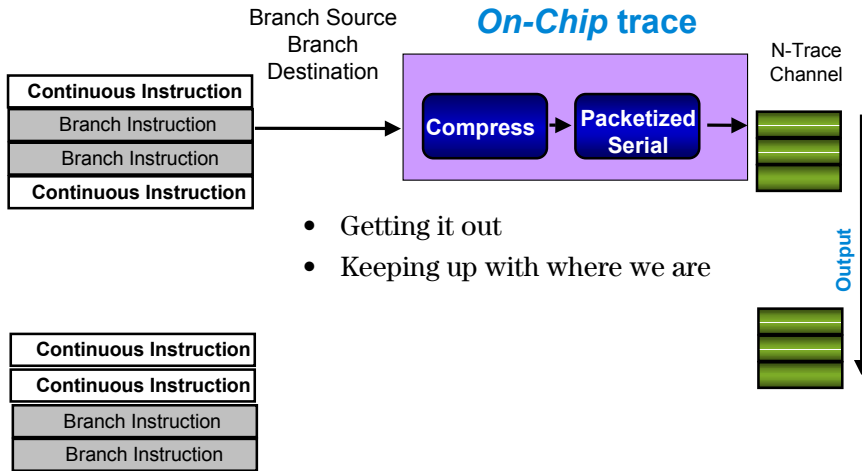 Branch Source
Branch
Destination
On-Chip trace
N-Trace
Channel
Continuous Instruction
Branch Instruction
Branch Instruction
Continuous Instruction
Compress
Packetized
Serial
• Getting it out
• Keeping up with where we are
Output
Continuous Instruction
Continuous Instruction
Branch Instruction
Branch Instruction